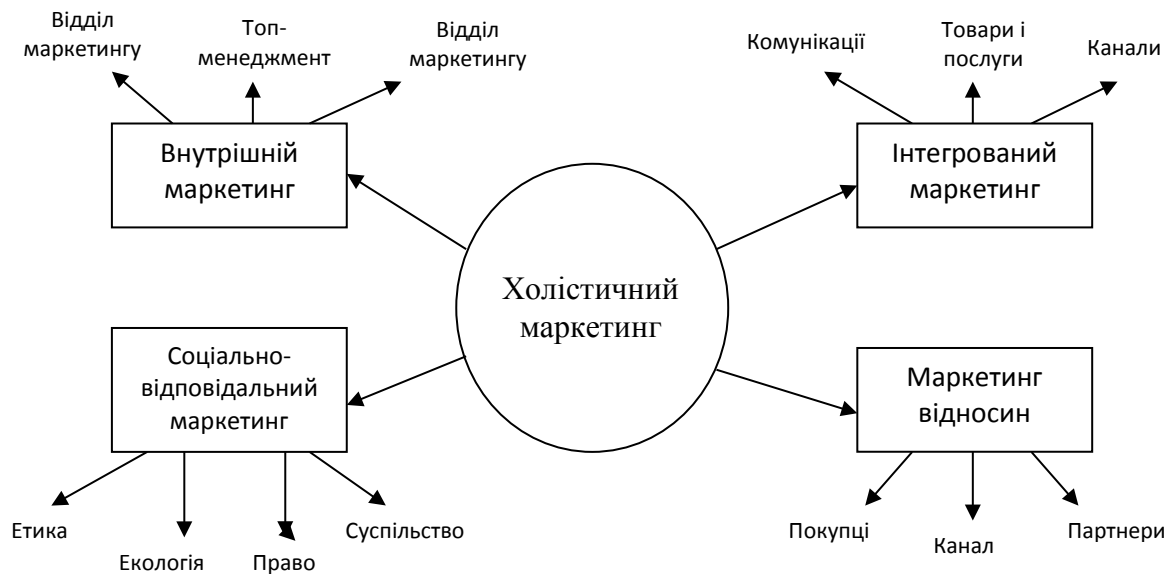 Відділ
маркетингу
Топ-
менеджмент
Відділ
маркетингу
Комунікації
Товари і
послуги
Канали
Внутрішній
маркетинг
Інтегрований
маркетинг
Холістичний
маркетинг
Соціально-
відповідальний
маркетинг
Маркетинг
відносин
Етика
Екологія
Право
Суспільство
Покупці
Канал
Партнери